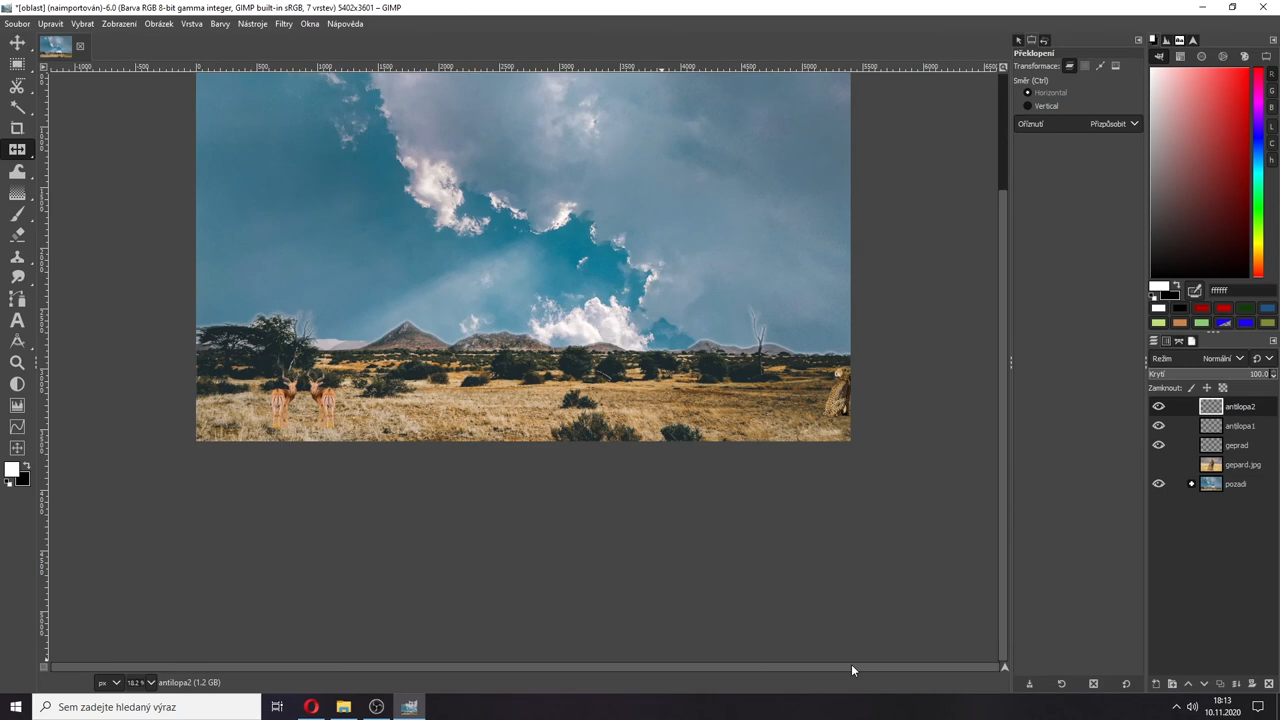 *[oblast] (naimportován)-6.0 (Barva RGB 8-bit gamma integer, GIMP built-in sRGB, 7 vrstev) 5402x3601 – GIMP
Soubor Upravit Vybrat Zobrazení Obrázek Vrstva Barvy Nástroje Filtry Okna Nápověda
Překlopení
Transformace:
Směr (Ctrl)
Horizontal
Vertical
Oříznutí Přizpůsobit
R
G
B
L
C
h
ffffff
Režim Normální
Krytí 100.0
Zamknout:
antilopa2
antilopa1
geprad
gepard.jpg
pozadí
px 18.2 % antilopa2 (1.2 GB)
Sem zadejte hledaný výraz
18:13
10.11.2020